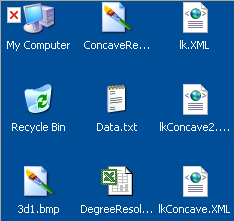 My Computer
ConcaveRe...
lk.XML
Recycle Bin
Data.txt
lkConcave2....
3d1.bmp
DegreeResol...
lkConcave.XML